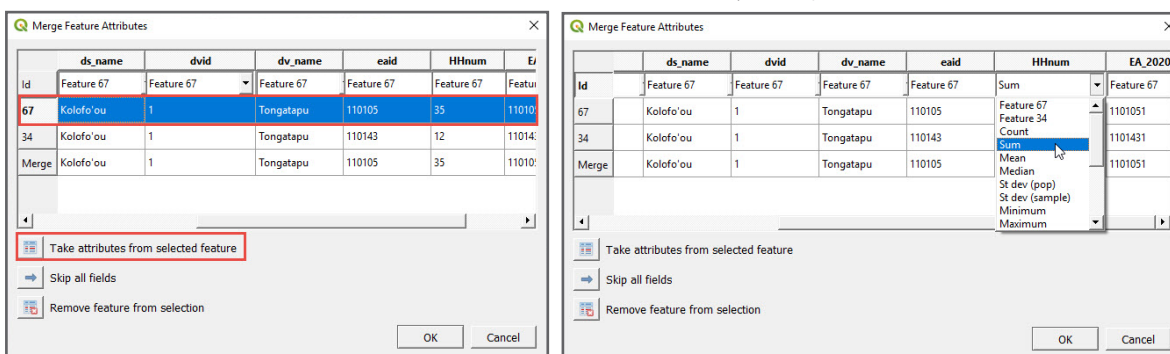 Merge Feature Attributes
ds_name dvid dv_name eaid HHnum E
Id Feature 67 Feature 67 Feature 67 Feature 67 Feature 67 Featu
67 Kolofo'ou 1 Tongatapu 110105 35 11010
34 Kolofo'ou 1 Tongatapu 110143 12 11014
Merge Kolofo'ou 1 Tongatapu 110105 35 11010
Take attributes from selected feature
Skip all fields
Remove feature from selection
OK Cancel
Merge Feature Attributes
ds_name dvid dv_name eaid HHnum EA_2020
Id Feature 67 Feature 67 Feature 67 Feature 67 Sum Feature 67
67 Kolofo'ou 1 Tongatapu 110105 1101051
34 Kolofo'ou 1 Tongatapu 110143 1101431
Merge Kolofo'ou 1 Tongatapu 110105 1101051
Feature 67
Feature 34
Count
Sum
Mean
Median
St dev (pop)
St dev (sample)
Minimum
Maximum
Take attributes from selected feature
Skip all fields
Remove feature from selection
OK Cancel